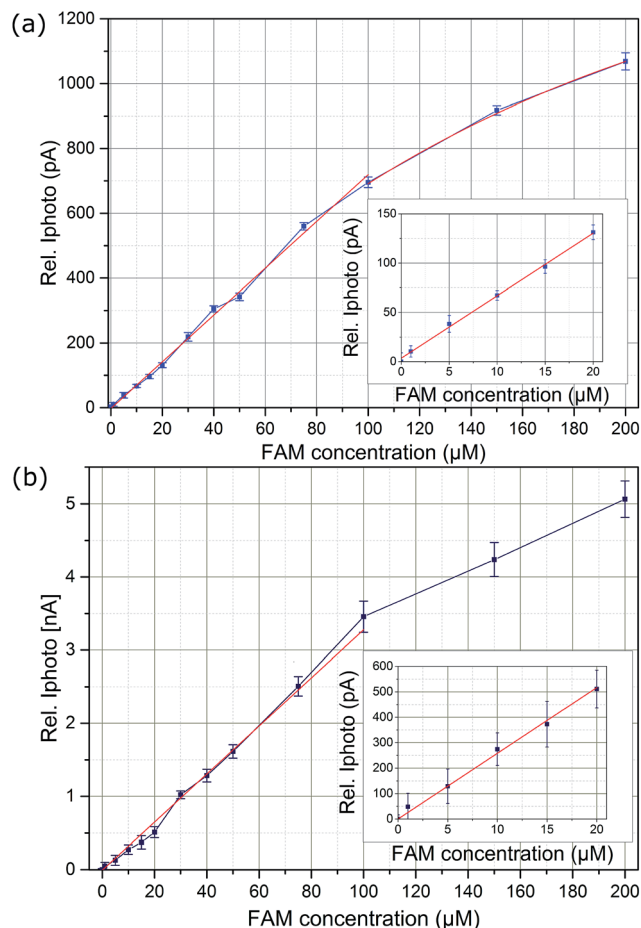 (a)
1200
1000
800
600
400
200
0
Rel. Iphoto (pA)
0 20 40 60 80 100 120 140 160 180 200
FAM concentration (µM)
150
100
50
0
Rel. Iphoto (pA)
0 5 10 15 20
FAM concentration (µM)
(b)
5
4
3
2
1
0
Rel. Iphoto [nA]
0 20 40 60 80 100 120 140 160 180 200
FAM concentration (µM)
600
500
400
300
200
100
0
Rel. Iphoto (pA)
0 5 10 15 20
FAM concentration (µM)